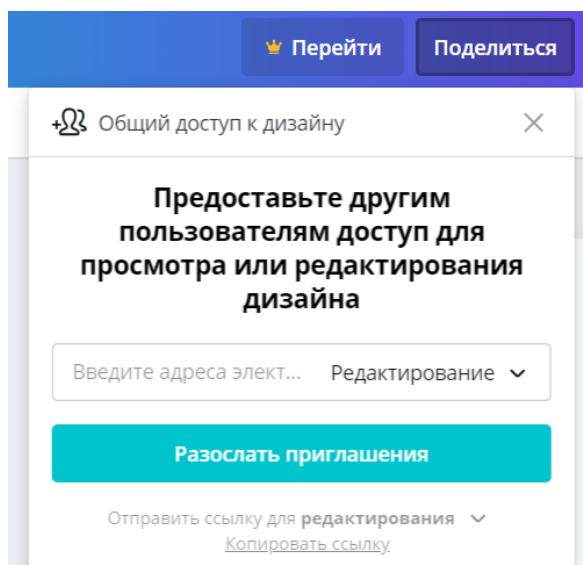 Перейти
Поделиться
Общий доступ к дизайну
Предоставьте другим
пользователям доступ для
просмотра или редактирования
дизайна
Введите адреса элект... Редактирование
Разослать приглашения
Отправить ссылку для редактирования
Копировать ссылку